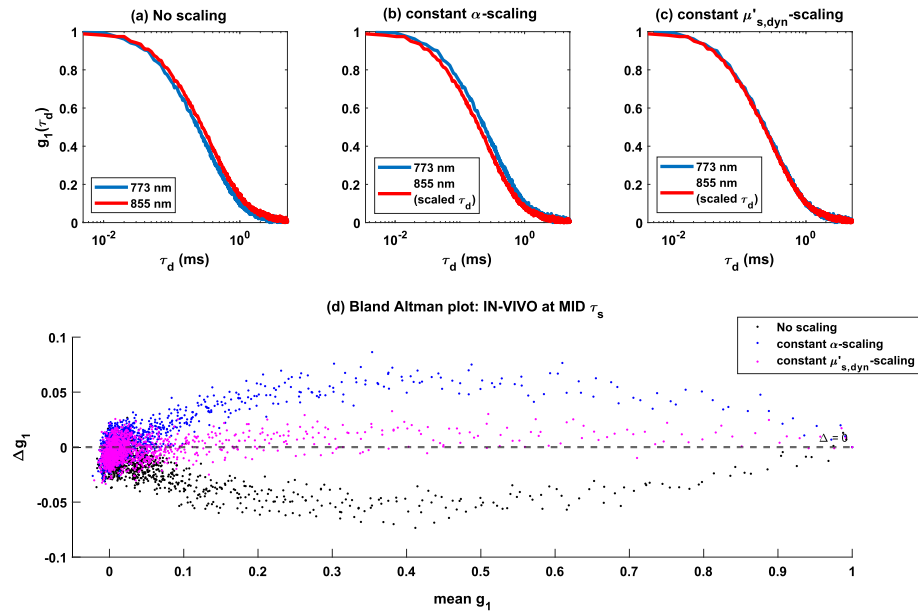 (a) No scaling
(b) constant α-scaling
(c) constant μ's,dyn-scaling
g1(τd)
1
0.8
0.6
0.4
0.2
0
773 nm
855 nm
10^-2
10^0
τd (ms)
1
0.8
0.6
0.4
0.2
0
773 nm
855 nm
(scaled τd)
10^-2
10^0
τd (ms)
1
0.8
0.6
0.4
0.2
0
773 nm
855 nm
(scaled τd)
10^-2
10^0
τd (ms)
(d) Bland Altman plot: IN-VIVO at MID τs
No scaling
constant α-scaling
constant μ's,dyn-scaling
Δg1
0.1
0.05
0
-0.05
-0.1
0
0.1
0.2
0.3
0.4
0.5
0.6
0.7
0.8
0.9
1
mean g1